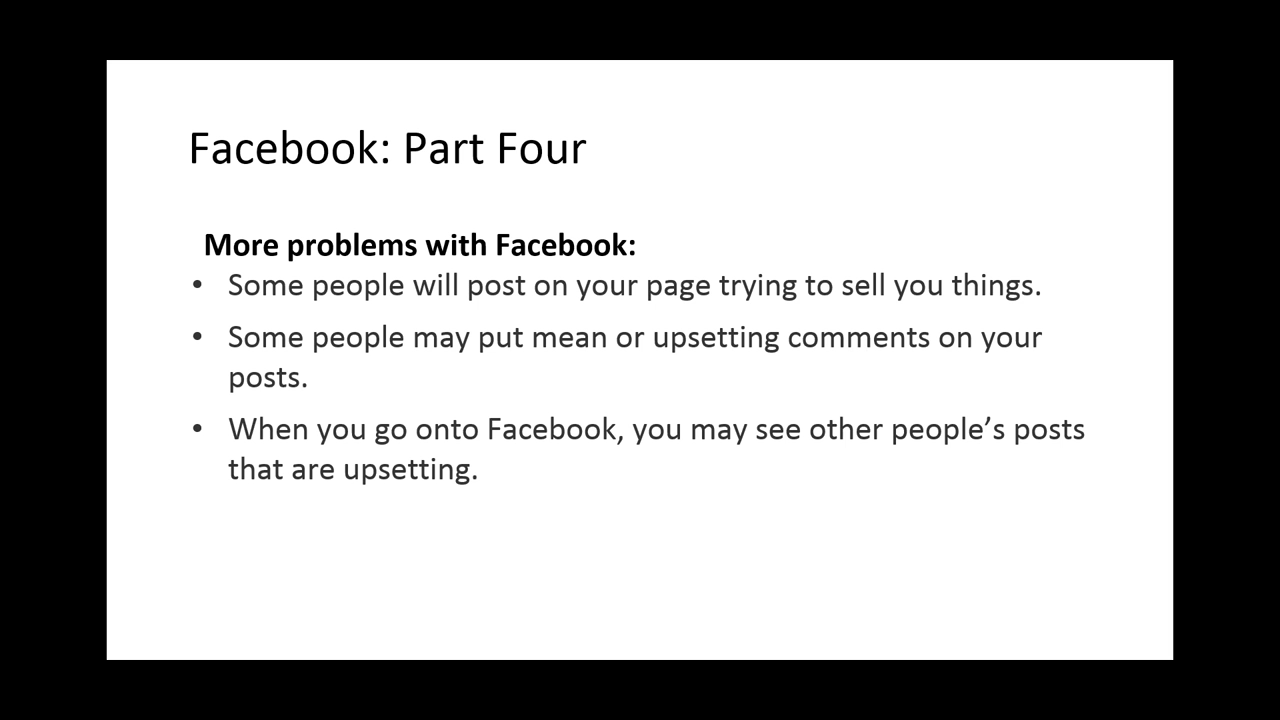 Facebook: Part Four
More problems with Facebook:
• Some people will post on your page trying to sell you things.
• Some people may put mean or upsetting comments on your
posts.
• When you go onto Facebook, you may see other people’s posts
that are upsetting.